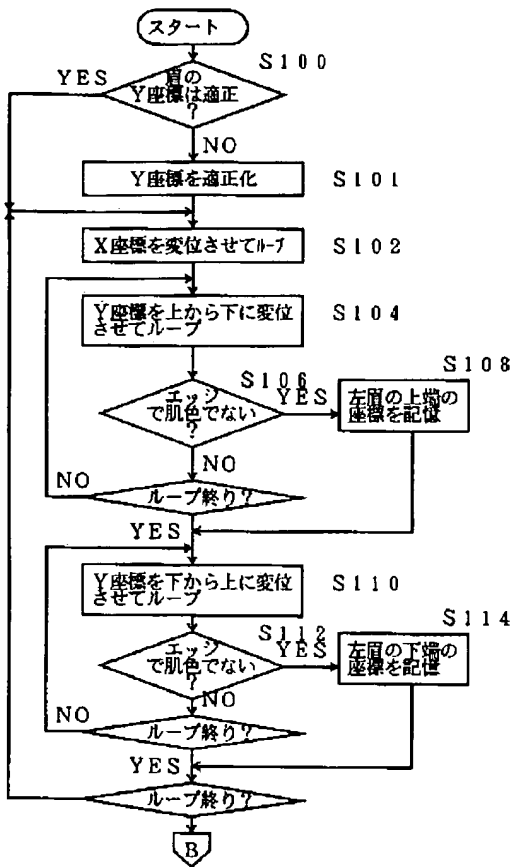 スタート
S100
YES
眉の
Y座標は適正
?
NO
Y座標を適正化
S101
X座標を変位させてループ
S102
Y座標を上から下に変位
させてループ
S104
S106
エッジ
で肌色でない
?
YES
S108
左眉の上端の
座標を記憶
NO
NO
ループ終り?
YES
Y座標を下から上に変位
させてループ
S110
S112
エッジ
で肌色でない
?
YES
S114
左眉の下端の
座標を記憶
NO
NO
ループ終り?
YES
ループ終り?
B